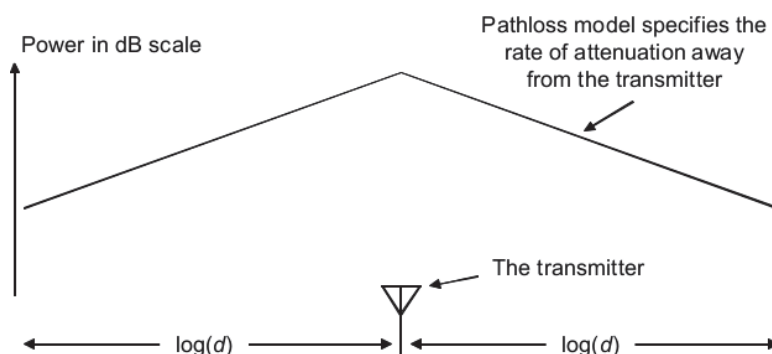 Power in dB scale
Pathloss model specifies the
rate of attenuation away
from the transmitter
The transmitter
log(d)
log(d)